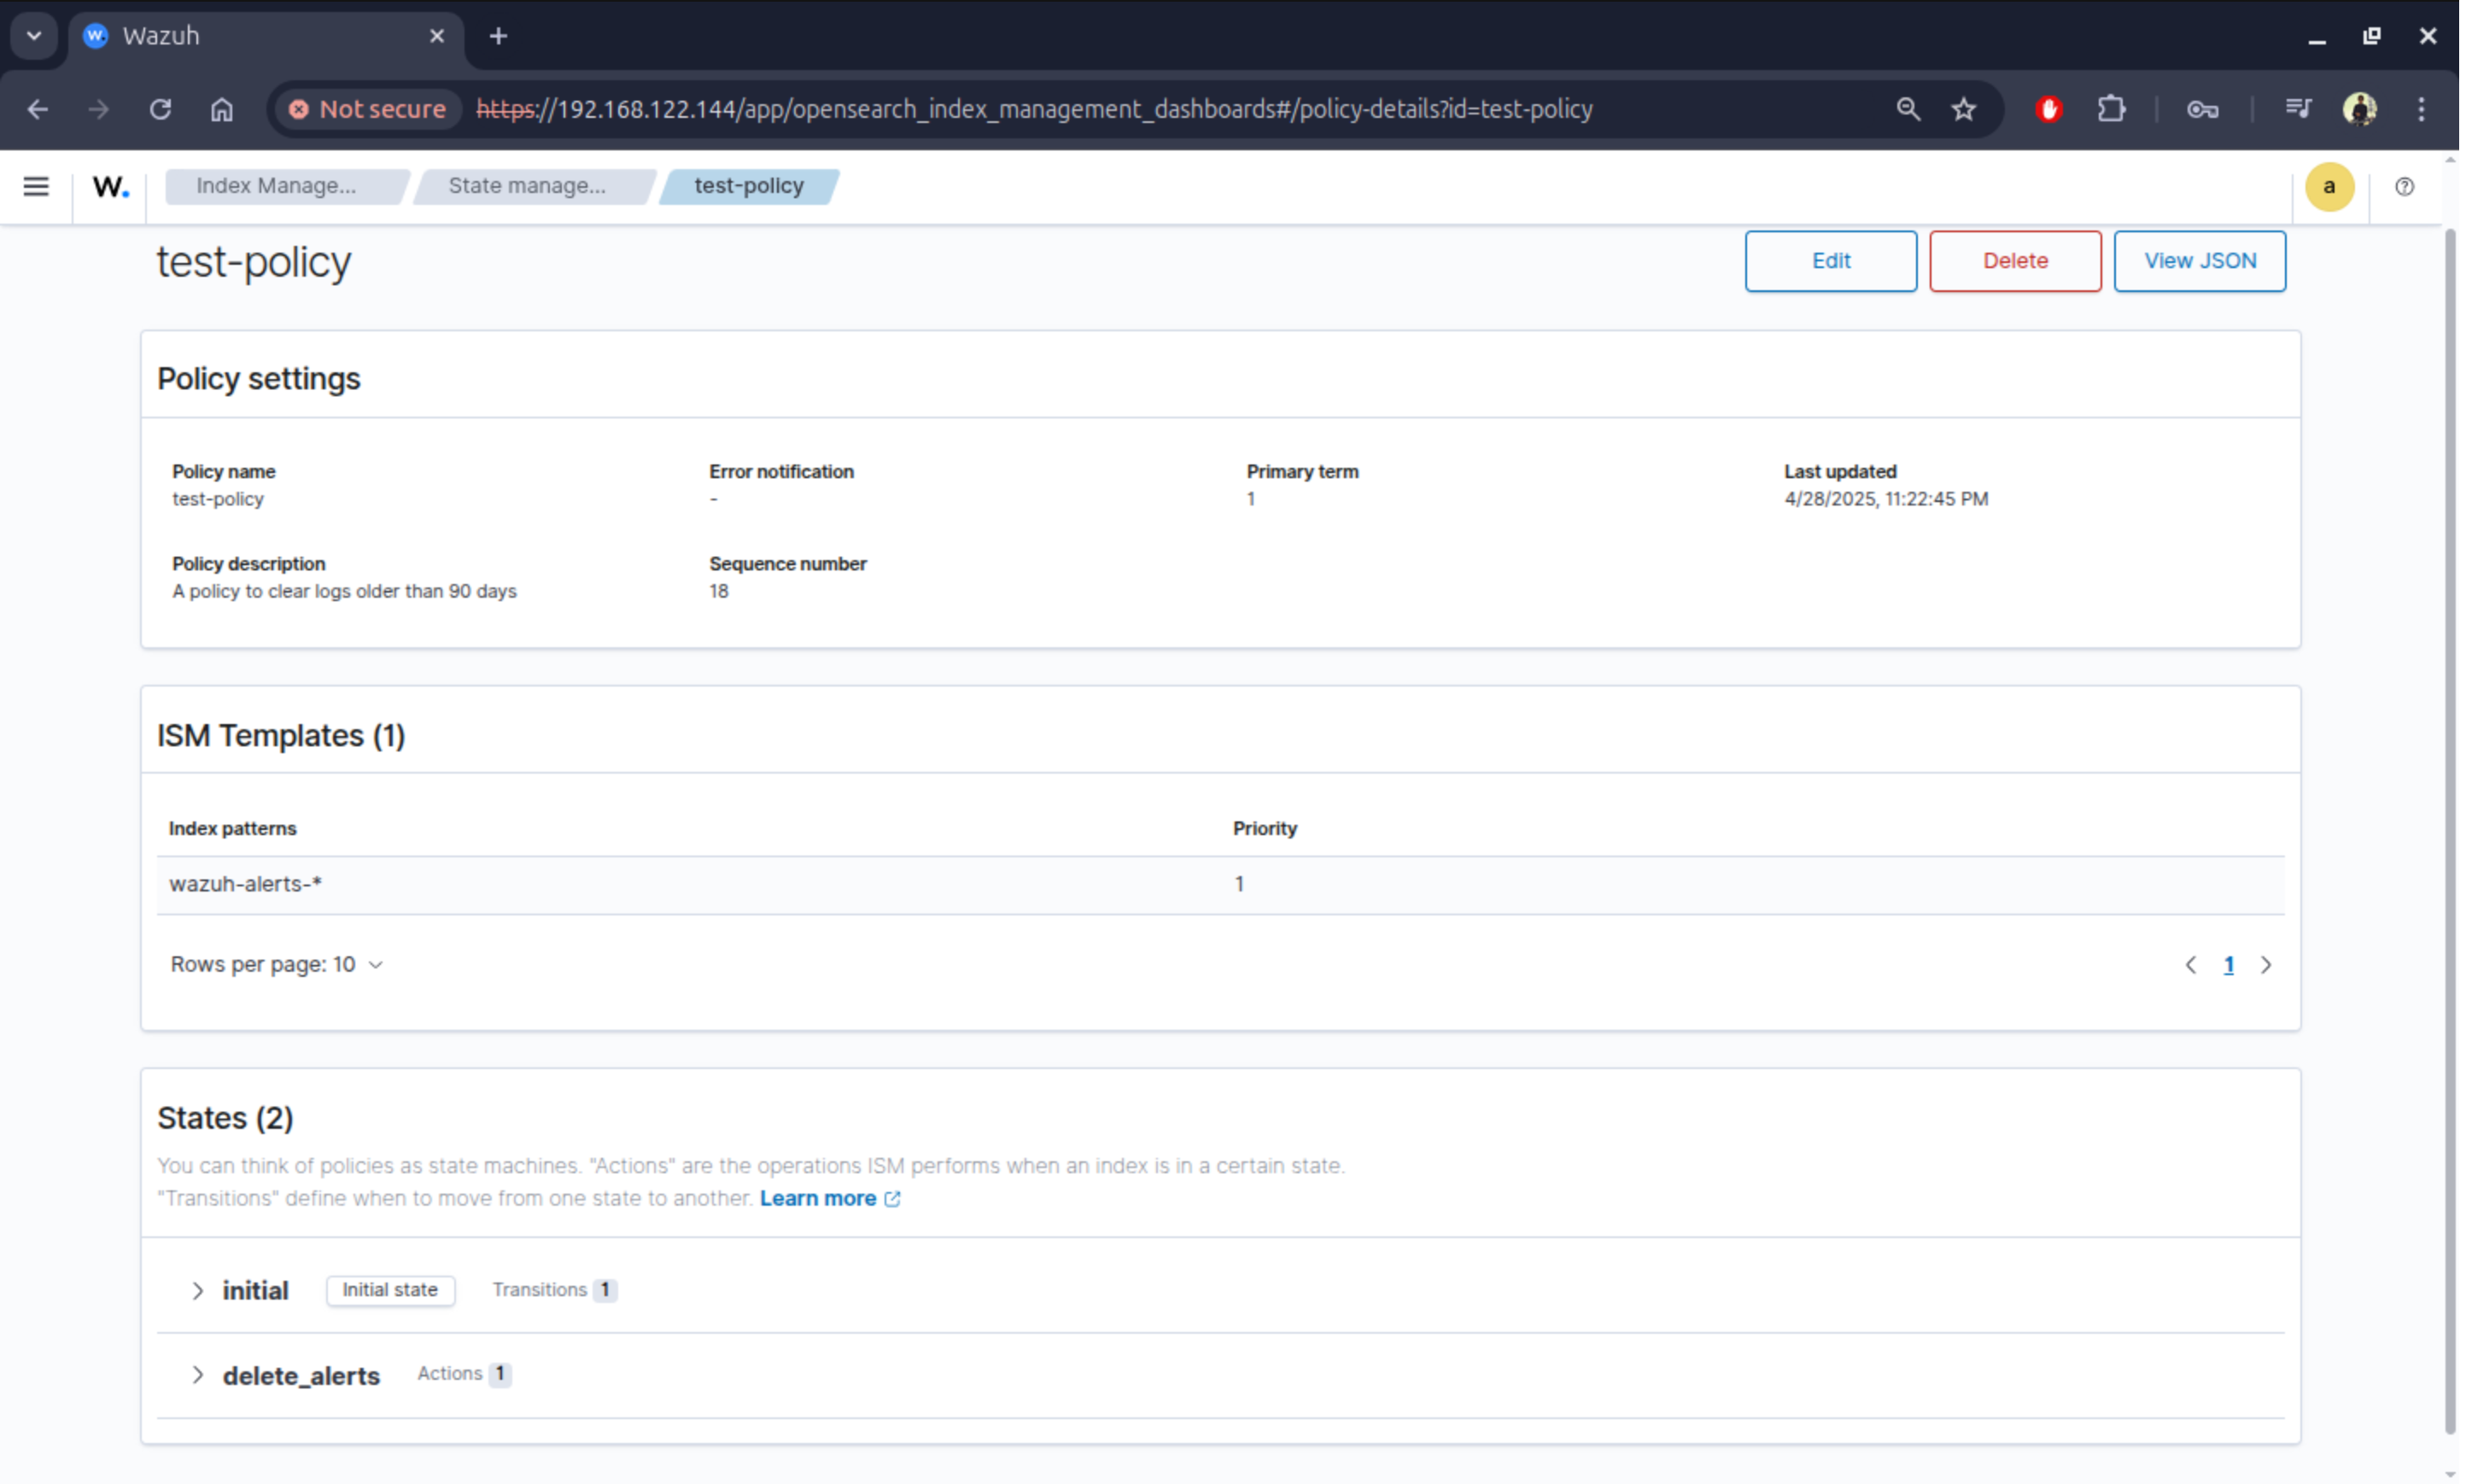 Wazuh
Not secure https://192.168.122.144/app/opensearch_index_management_dashboards#/policy-details?id=test-policy
W. Index Manage... State manage... test-policy a
test-policy Edit Delete View JSON
Policy settings
Policy name Error notification Primary term Last updated
test-policy - 1 4/28/2025, 11:22:45 PM
Policy description Sequence number
A policy to clear logs older than 90 days 18
ISM Templates (1)
Index patterns Priority
wazuh-alerts-* 1
Rows per page: 10 1
States (2)
You can think of policies as state machines. "Actions" are the operations ISM performs when an index is in a certain state.
"Transitions" define when to move from one state to another. Learn more
initial Initial state Transitions 1
delete_alerts Actions 1